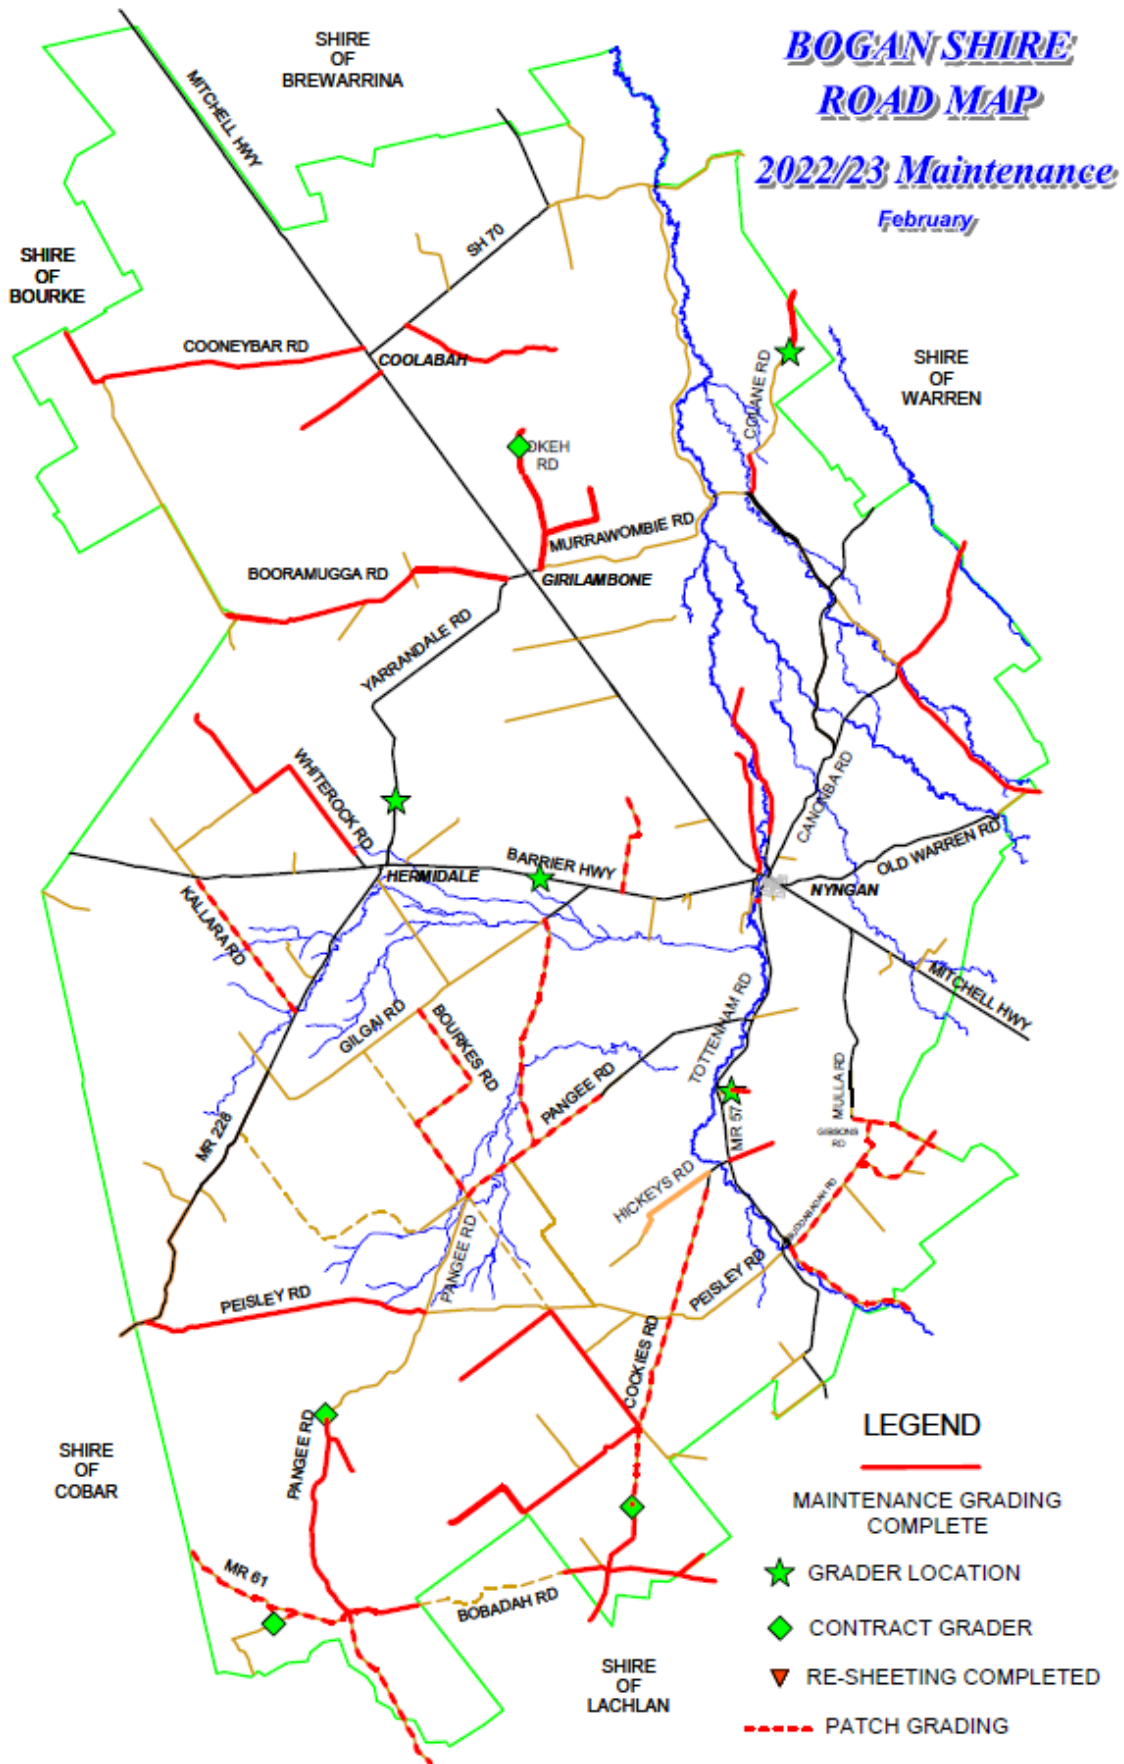 BOGAN SHIRE
ROAD MAP
2022/23 Maintenance
February
SHIRE
OF
BREWARRINA
MITCHELL HWY
SH 70
SHIRE
OF
BOURKE
COONEYBAR RD
COOLABAH
SHIRE
OF
WARREN
COLANE RD
OKEH
RD
MURRAWOMBIE RD
BOORAMUGGA RD
GIRILAMBONE
YARRANDALE RD
WHITEROCK RD
CANONBA RD
OLD WARREN RD
BARRIER HWY
HERMIDALE
NYNGAN
KALLARA RD
MITCHELL HWY
GILGAI RD
BOURKES RD
TOTTENHAM RD
PANGEE RD
MULLA RD
MR 57
GIBBONS
RD
MR 228
HICKEYS RD
BUDDABADAH RD
PANGEE RD
PEISLEY RD
PEISLEY RD
COCKIES RD
PANGEE RD
SHIRE
OF
COBAR
MR 61
BOBADAH RD
SHIRE
OF
LACHLAN
LEGEND
MAINTENANCE GRADING
COMPLETE
GRADER LOCATION
CONTRACT GRADER
RE-SHEETING COMPLETED
PATCH GRADING